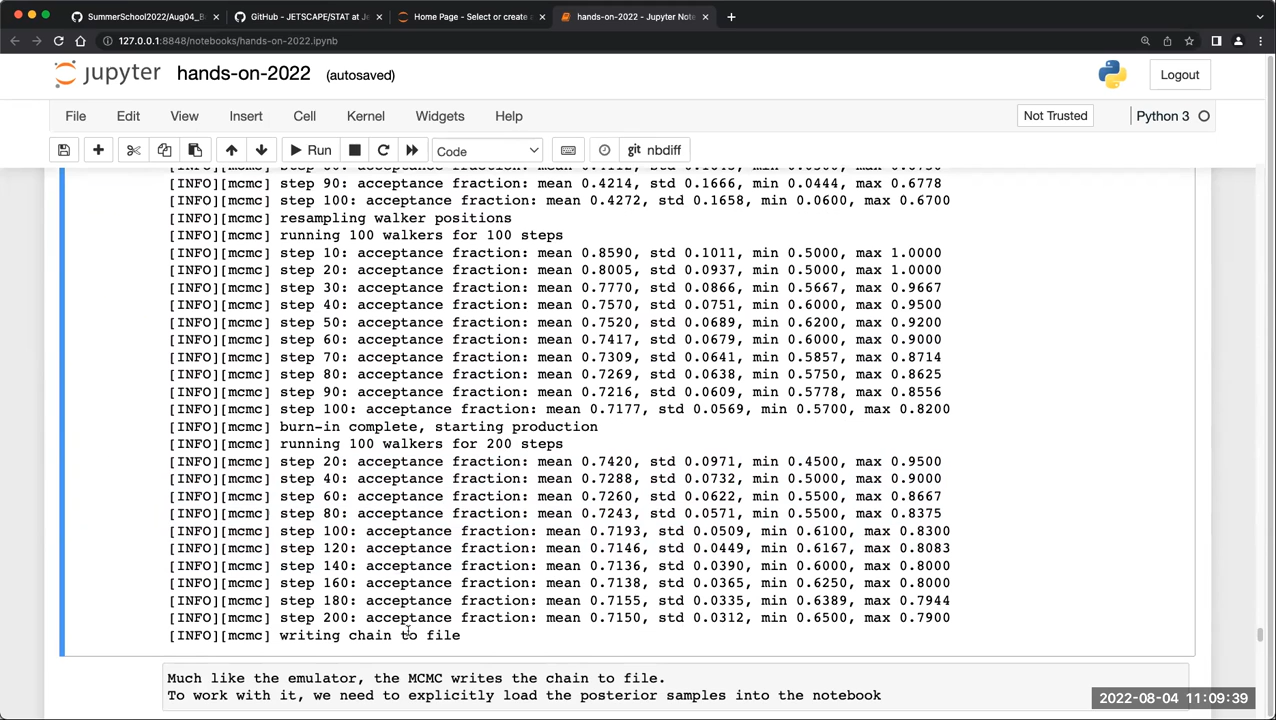 SummerSchool2022/Aug04_B
GitHub - JETSCAPE/STAT at Je
Home Page - Select or create a
hands-on-2022 - Jupyter Note
127.0.0.1:8848/notebooks/hands-on-2022.ipynb
jupyter hands-on-2022 (autosaved)
Logout
File Edit View Insert Cell Kernel Widgets Help
Not Trusted
Python 3
Run
Code
git nbdiff
[INFO][mcmc] step 90: acceptance fraction: mean 0.4214, std 0.1666, min 0.0444, max 0.6778
[INFO][mcmc] step 100: acceptance fraction: mean 0.4272, std 0.1658, min 0.0600, max 0.6700
[INFO][mcmc] resampling walker positions
[INFO][mcmc] running 100 walkers for 100 steps
[INFO][mcmc] step 10: acceptance fraction: mean 0.8590, std 0.1011, min 0.5000, max 1.0000
[INFO][mcmc] step 20: acceptance fraction: mean 0.8005, std 0.0937, min 0.5000, max 1.0000
[INFO][mcmc] step 30: acceptance fraction: mean 0.7770, std 0.0866, min 0.5667, max 0.9667
[INFO][mcmc] step 40: acceptance fraction: mean 0.7570, std 0.0751, min 0.6000, max 0.9500
[INFO][mcmc] step 50: acceptance fraction: mean 0.7520, std 0.0689, min 0.6200, max 0.9200
[INFO][mcmc] step 60: acceptance fraction: mean 0.7417, std 0.0679, min 0.6000, max 0.9000
[INFO][mcmc] step 70: acceptance fraction: mean 0.7309, std 0.0641, min 0.5857, max 0.8714
[INFO][mcmc] step 80: acceptance fraction: mean 0.7269, std 0.0638, min 0.5750, max 0.8625
[INFO][mcmc] step 90: acceptance fraction: mean 0.7216, std 0.0609, min 0.5778, max 0.8556
[INFO][mcmc] step 100: acceptance fraction: mean 0.7177, std 0.0569, min 0.5700, max 0.8200
[INFO][mcmc] burn-in complete, starting production
[INFO][mcmc] running 100 walkers for 200 steps
[INFO][mcmc] step 20: acceptance fraction: mean 0.7420, std 0.0971, min 0.4500, max 0.9500
[INFO][mcmc] step 40: acceptance fraction: mean 0.7288, std 0.0732, min 0.5000, max 0.9000
[INFO][mcmc] step 60: acceptance fraction: mean 0.7260, std 0.0622, min 0.5500, max 0.8667
[INFO][mcmc] step 80: acceptance fraction: mean 0.7243, std 0.0571, min 0.5500, max 0.8375
[INFO][mcmc] step 100: acceptance fraction: mean 0.7193, std 0.0509, min 0.6100, max 0.8300
[INFO][mcmc] step 120: acceptance fraction: mean 0.7146, std 0.0449, min 0.6167, max 0.8083
[INFO][mcmc] step 140: acceptance fraction: mean 0.7136, std 0.0390, min 0.6000, max 0.8000
[INFO][mcmc] step 160: acceptance fraction: mean 0.7138, std 0.0365, min 0.6250, max 0.8000
[INFO][mcmc] step 180: acceptance fraction: mean 0.7155, std 0.0335, min 0.6389, max 0.7944
[INFO][mcmc] step 200: acceptance fraction: mean 0.7150, std 0.0312, min 0.6500, max 0.7900
[INFO][mcmc] writing chain to file
Much like the emulator, the MCMC writes the chain to file.
To work with it, we need to explicitly load the posterior samples into the notebook
2022-08-04 11:09:39